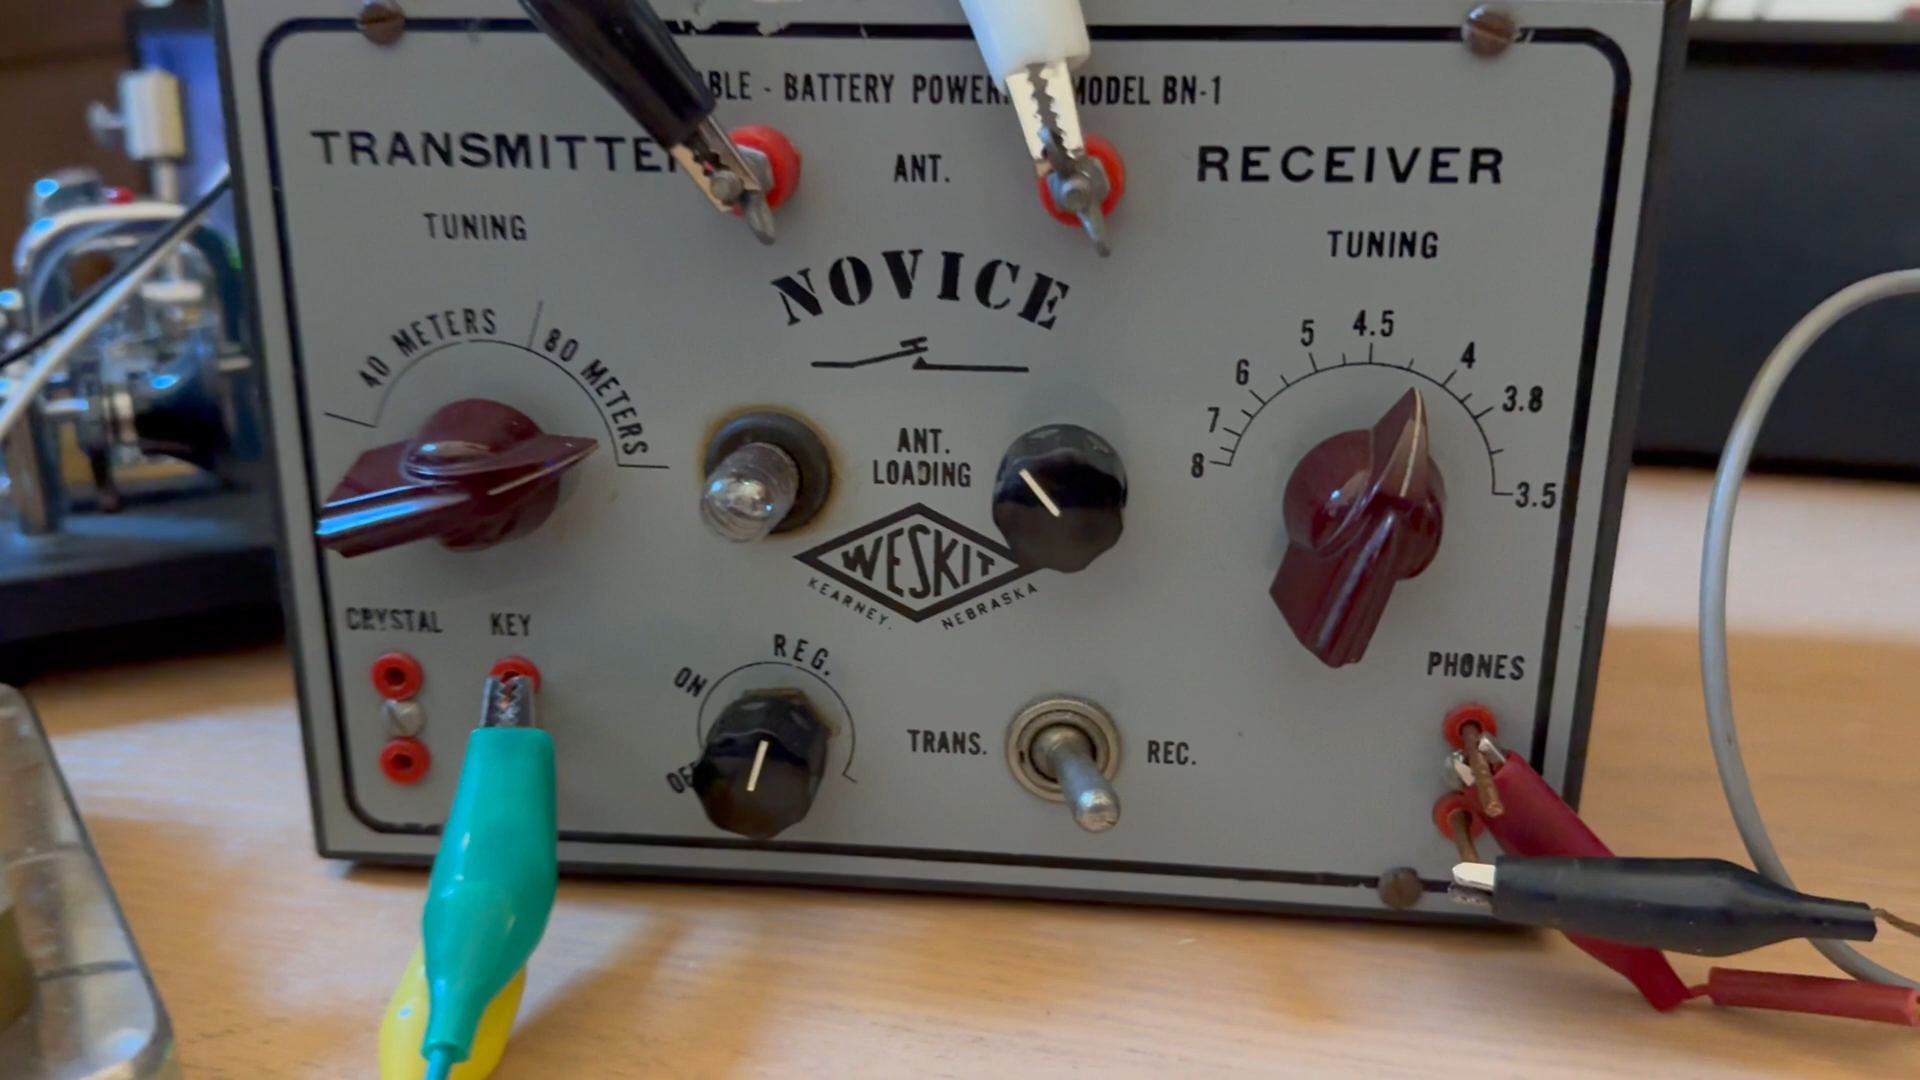 BLE - BATTERY POWER MODEL BN-1
TRANSMITTER
ANT.
RECEIVER
TUNING
TUNING
NOVICE
40 METERS
80 METERS
8
7
6
5
4.5
4
3.8
3.5
ANT.
LOADING
WESKIT
KEARNEY, NEBRASKA
CRYSTAL
KEY
REG.
ON
OFF
TRANS.
REC.
PHONES